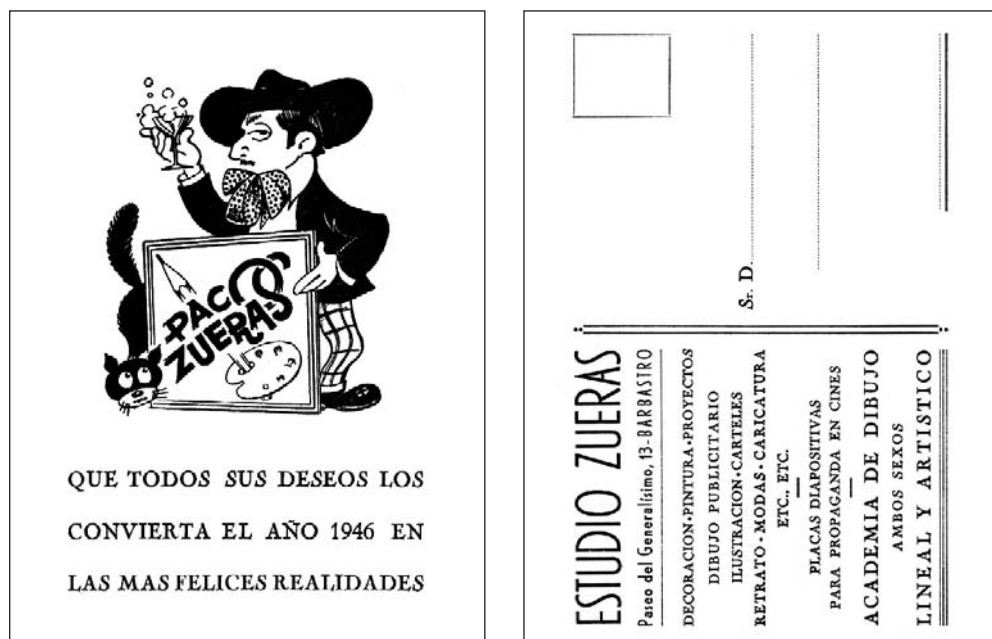 PACO
ZUERAS
QUE TODOS SUS DESEOS LOS
CONVIERTA EL AÑO 1946 EN
LAS MAS FELICES REALIDADES
ESTUDIO ZUERAS
Paseo del Generalísimo, 13-BARBASTRO
DECORACION·PINTURA·PROYECTOS
DIBUJO PUBLICITARIO
ILUSTRACION·CARTELES
RETRATO·MODAS·CARICATURA
ETC., ETC.
PLACAS DIAPOSITIVAS
PARA PROPAGANDA EN CINES
ACADEMIA DE DIBUJO
AMBOS SEXOS
LINEAL Y ARTISTICO
Sr. D.